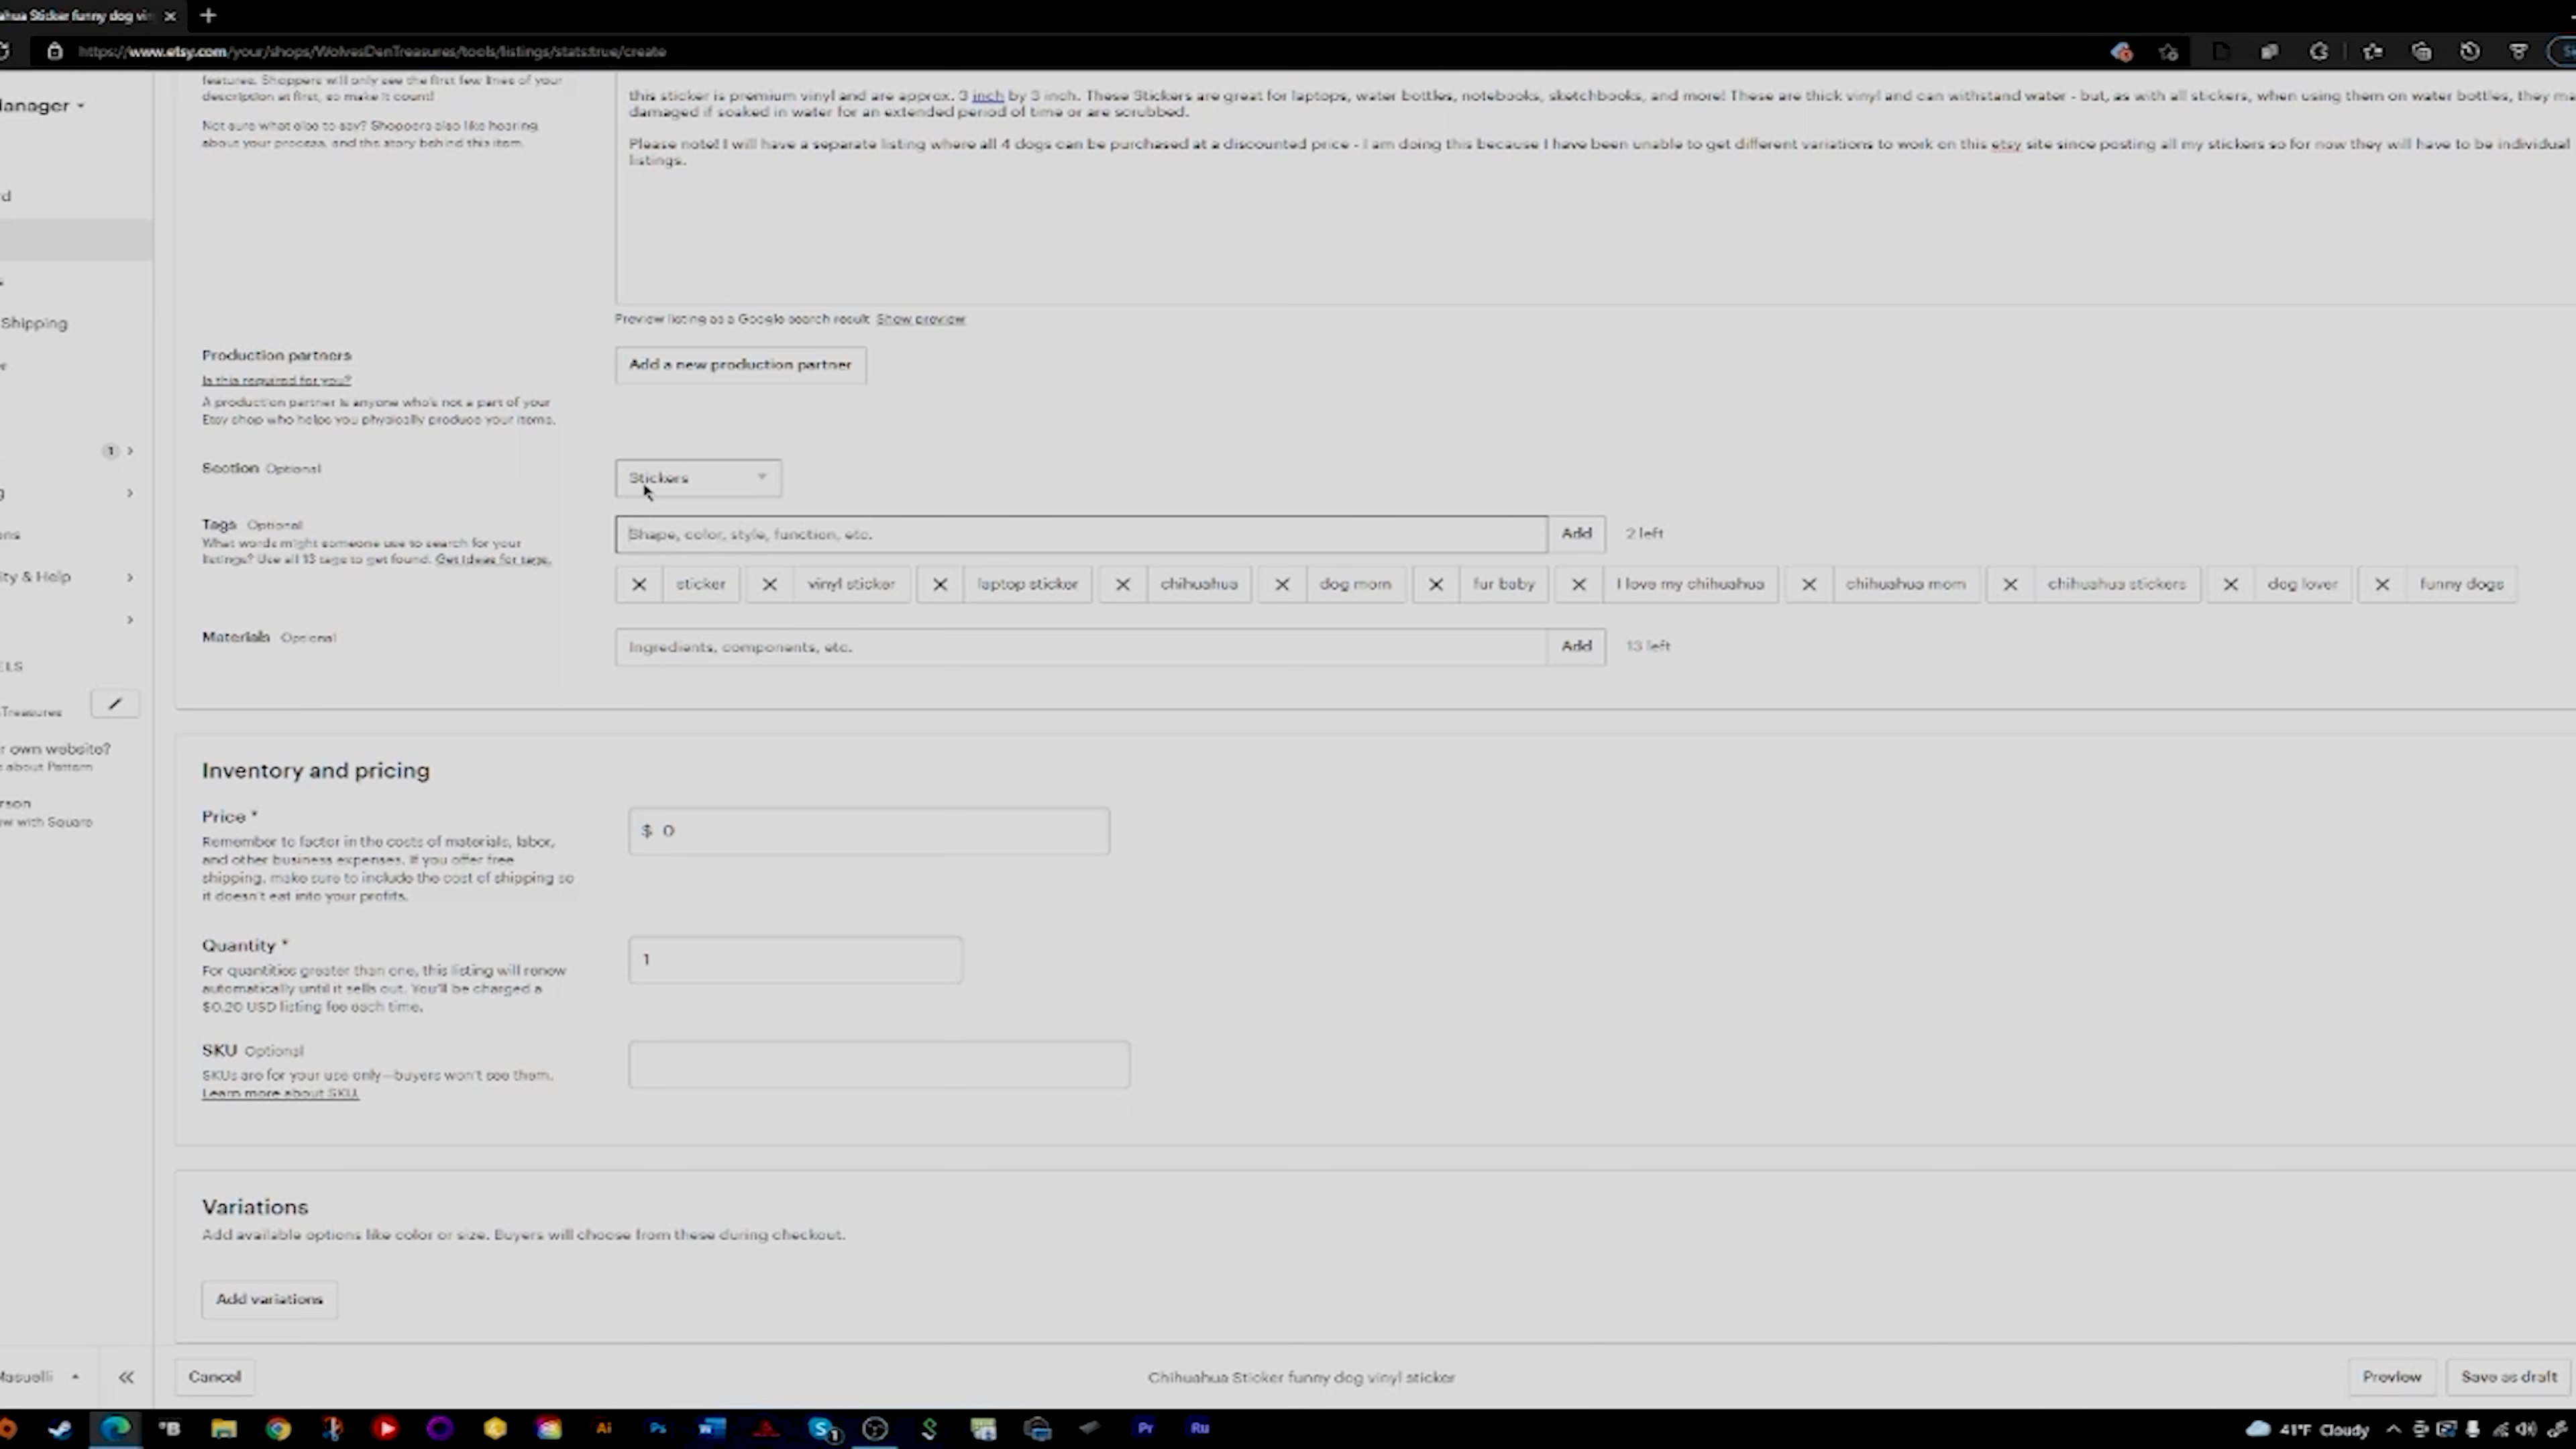 ahua Sticker funny dog vi
https://www.etsy.com/your/shops/WolvesDenTreasures/tools/listings/stats:true/create
features. Shoppers will only see the first few lines of your
description at first, so make it count!
Not sure what else to say? Shoppers also like hearing
about your process, and the story behind this item.
this sticker is premium vinyl and are approx. 3 inch by 3 inch. These Stickers are great for laptops, water bottles, notebooks, sketchbooks, and more! These are thick vinyl and can withstand water - but, as with all stickers, when using them on water bottles, they ma
damaged if soaked in water for an extended period of time or are scrubbed.
Please note! I will have a separate listing where all 4 dogs can be purchased at a discounted price - I am doing this because I have been unable to get different variations to work on this etsy site since posting all my stickers so for now they will have to be individual
listings.
Preview listing as a Google search result Show preview
Production partners
Is this required for you?
A production partner is anyone who's not a part of your
Etsy shop who helps you physically produce your items.
Add a new production partner
Section Optional
Stickers
Tags Optional
What words might someone use to search for your
listings? Use all 13 tags to get found. Get ideas for tags.
Shape, color, style, function, etc. Add 2 left
sticker vinyl sticker laptop sticker chihuahua dog mom fur baby I love my chihuahua chihuahua mom chihuahua stickers dog lover funny dogs
Materials Optional
Ingredients, components, etc. Add 13 left
Inventory and pricing
Price *
Remember to factor in the costs of materials, labor,
and other business expenses. If you offer free
shipping, make sure to include the cost of shipping so
it doesn't eat into your profits.
$ 0
Quantity *
For quantities greater than one, this listing will renew
automatically until it sells out. You'll be charged a
$0.20 USD listing fee each time.
1
SKU Optional
SKUs are for your use only—buyers won't see them.
Learn more about SKU.
Variations
Add available options like color or size. Buyers will choose from these during checkout.
Add variations
Cancel
Chihuahua Sticker funny dog vinyl sticker
Preview
Save as draft
anager
d
Shipping
1
ons
ity & Help
ELS
Treasures
r own website?
about Pattern
rson
ew with Square
Masuelli
Ai Ps Pr Ru
41°F Cloudy